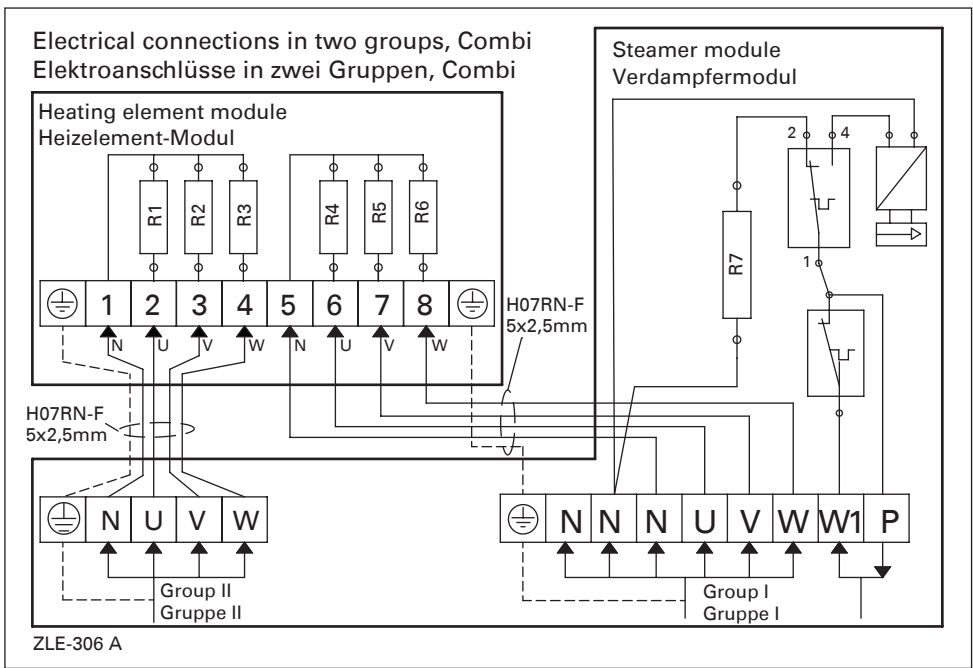 Electrical connections in two groups, Combi
Elektroanschlüsse in zwei Gruppen, Combi
Steamer module
Verdampfermodul
Heating element module
Heizelement-Modul
R1 R2 R3 R4 R5 R6
2 4
R7
1
1 2 3 4 5 6 7 8
N U V W N U V W
H07RN-F
5x2,5mm
H07RN-F
5x2,5mm
N U V W
N N N U V W W1 P
Group II
Gruppe II
Group I
Gruppe I
ZLE-306 A